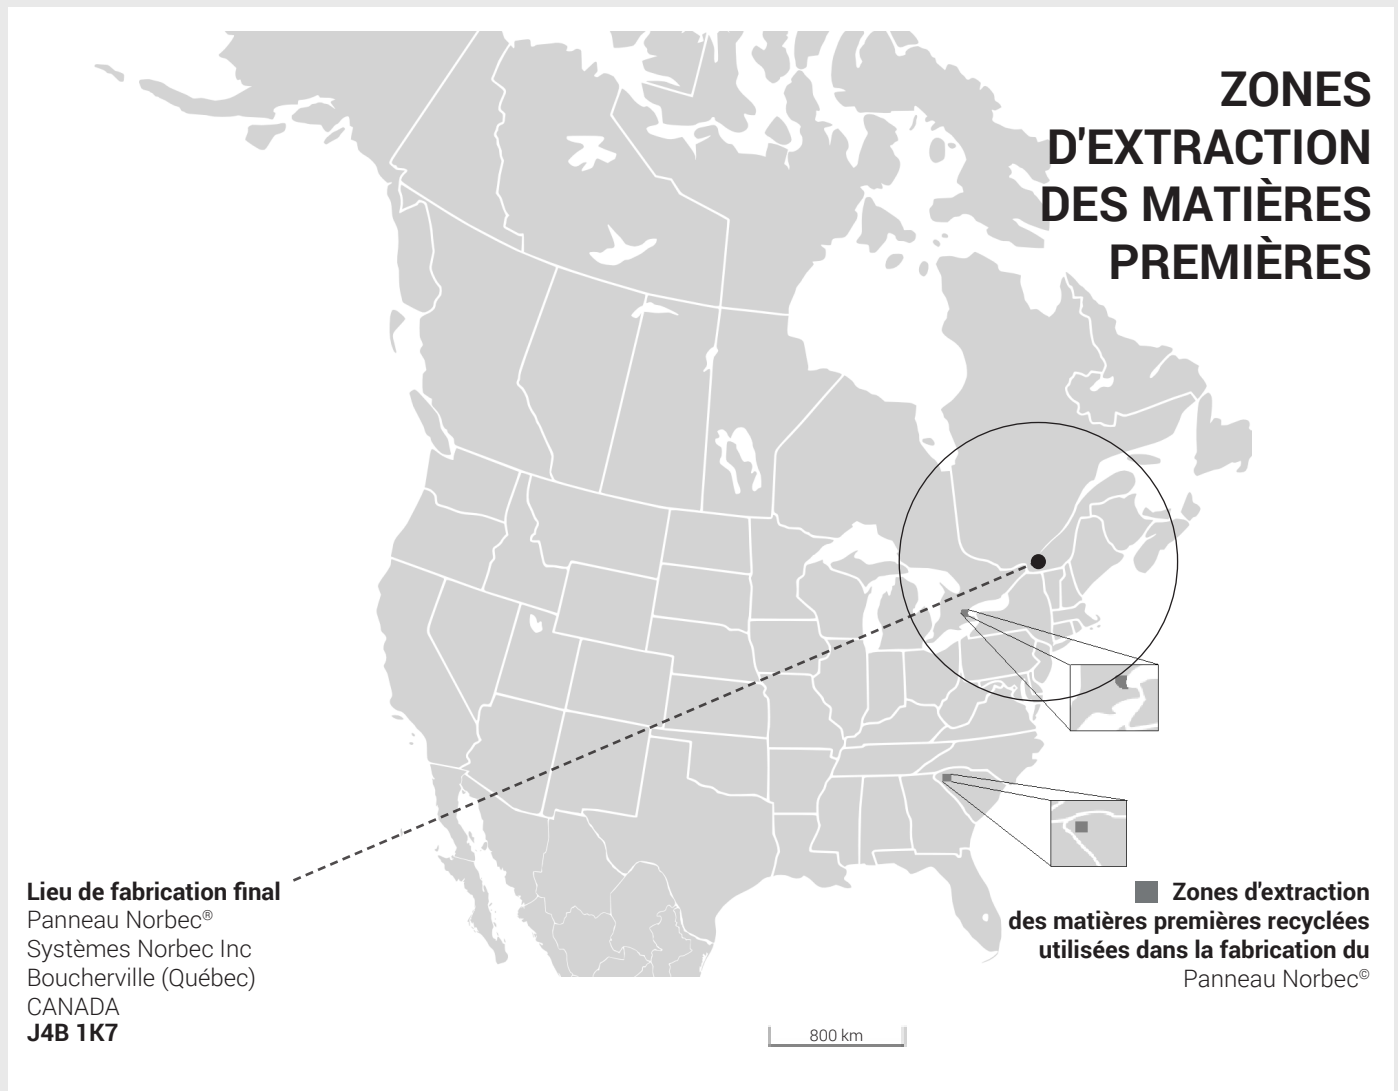 ZONES
D'EXTRACTION
DES MATIÈRES
PREMIÈRES
Lieu de fabrication final
Panneau Norbec®
Systèmes Norbec Inc
Boucherville (Québec)
CANADA
J4B 1K7
Zones d'extraction
des matières premières recyclées
utilisées dans la fabrication du
Panneau Norbec©
800 km